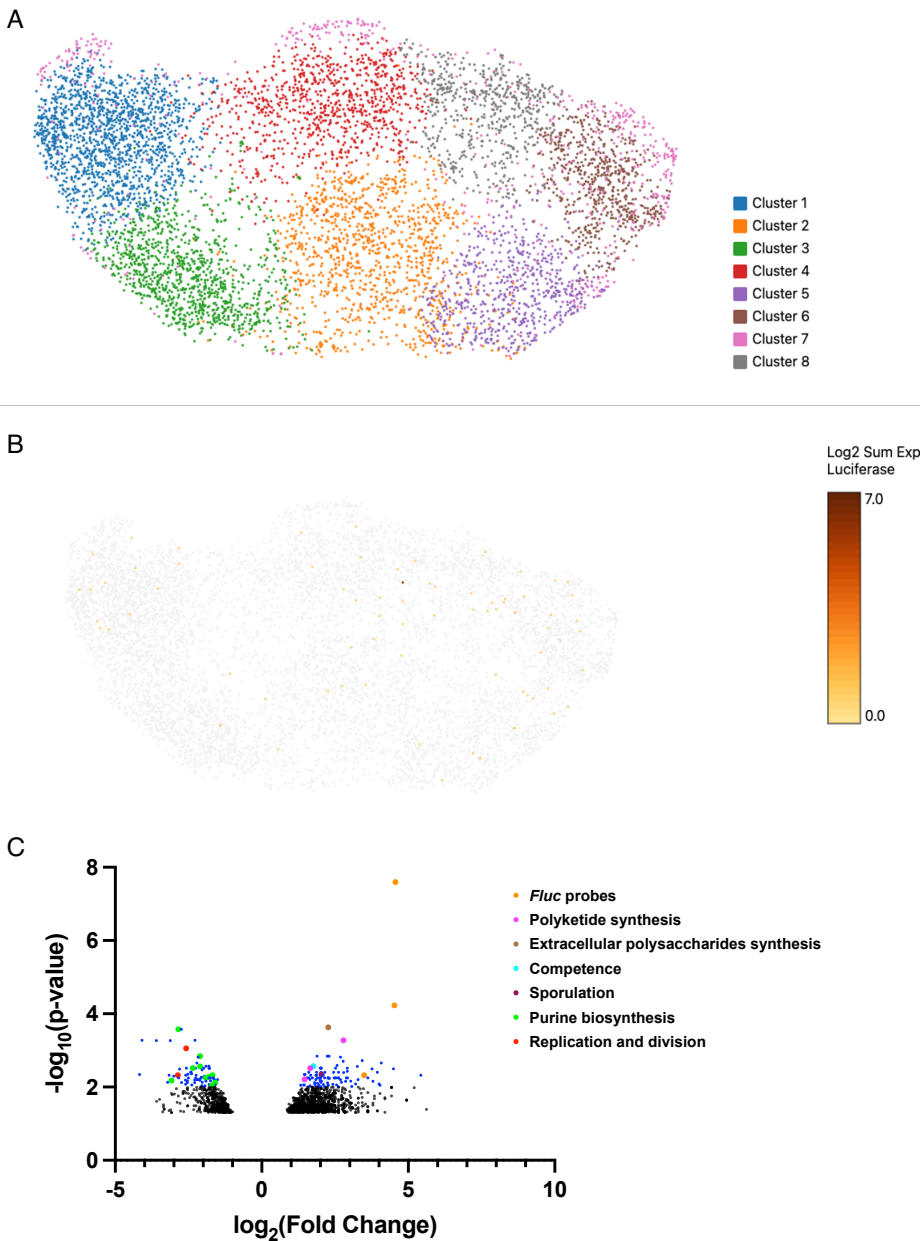 A
Cluster 1
Cluster 2
Cluster 3
Cluster 4
Cluster 5
Cluster 6
Cluster 7
Cluster 8
B
Log2 Sum Exp
Luciferase
7.0
0.0
C
8
6
4
2
0
-5
0
5
10
-log10(p-value)
log2(Fold Change)
Fluc probes
Polyketide synthesis
Extracellular polysaccharides synthesis
Competence
Sporulation
Purine biosynthesis
Replication and division